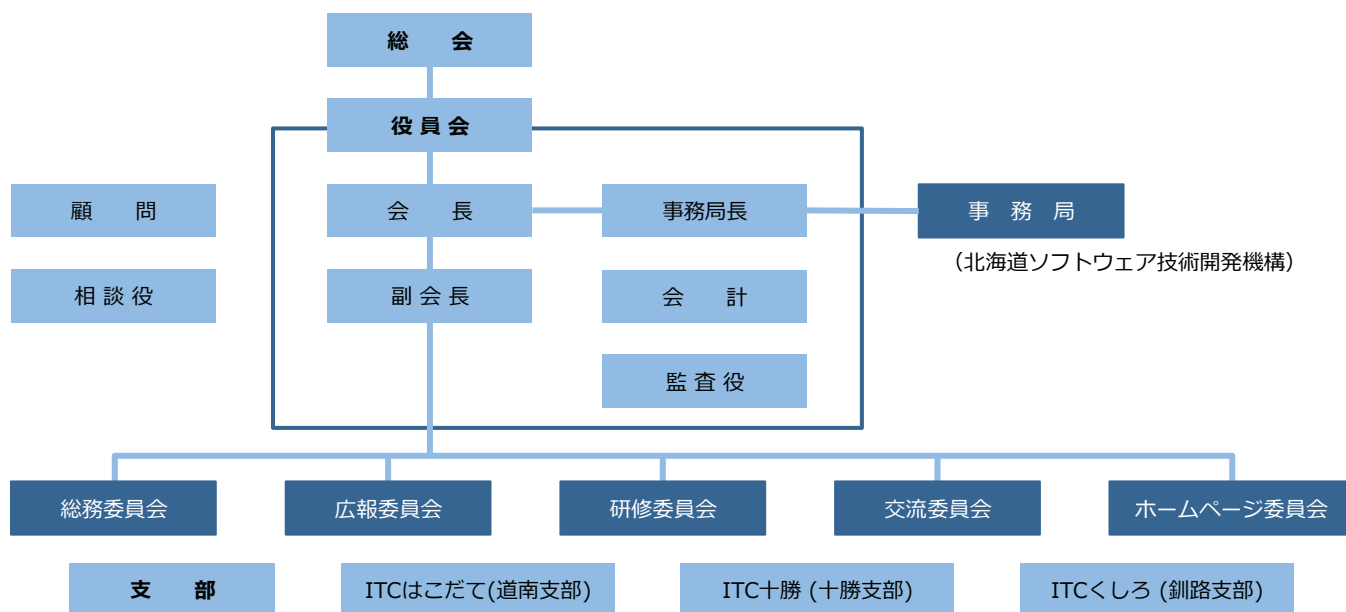 総　会
役 員 会
顧　問
会　長
事務局長
事　務　局
（北海道ソフトウェア技術開発機構）
相 談 役
副 会 長
会　計
監 査 役
総務委員会
広報委員会
研修委員会
交流委員会
ホームページ委員会
支　部
ITCはこだて(道南支部)
ITC十勝 (十勝支部)
ITCくしろ (釧路支部)